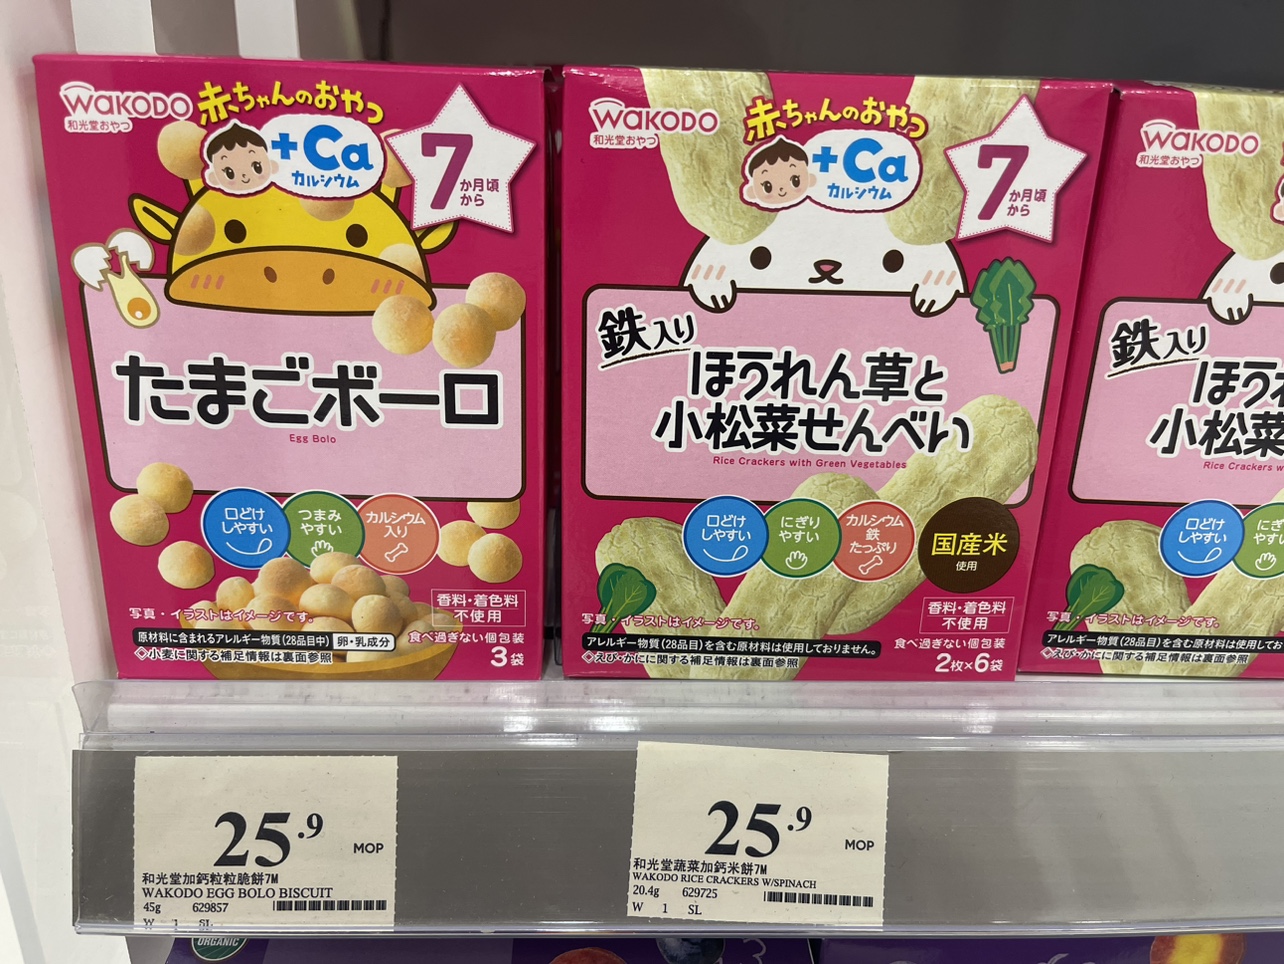 WAKODO
和光堂おやつ
赤ちゃんのおやつ
+Ca
カルシウム
7
か月頃
から
たまごボーロ
Egg Bolo
口どけ
しやすい
つまみ
やすい
カルシウム
入り
写真・イラストはイメージです。
香料・着色料
不使用
原材料に含まれるアレルギー物質(28品目中) 卵・乳成分
◇小麦に関する補足情報は裏面参照
食べ過ぎない個包装
3袋
WAKODO
和光堂おやつ
赤ちゃんのおやつ
+Ca
カルシウム
7
か月頃
から
鉄入り
ほうれん草と
小松菜せんべい
Rice Crackers with Green Vegetables
口どけ
しやすい
にぎり
やすい
カルシウム
鉄
たっぷり
国産米
使用
写真・イラストはイメージです。
香料・着色料
不使用
アレルギー物質(28品目)を含む原材料は使用しておりません。
◇えび・かにに関する補足情報は裏面参照
食べ過ぎない個包装
2枚×6袋
WAKODO
和光堂おやつ
鉄入り
ほう
小松菜
Rice Crackers w
口どけ
しやすい
にぎ
やす
写真・イラストはイメージです。
アレルギー物質(28品目)を含む原材料は使用してお
◇えび・かにに関する補足情報は裏面参照
25.9
MOP
和光堂加鈣粒粒脆餅7M
WAKODO EGG BOLO BISCUIT
45g 629857
W 1 SL
25.9
MOP
和光堂蔬菜加鈣米餅7M
WAKODO RICE CRACKERS W/SPINACH
20.4g 629725
W 1 SL
ORGANIC